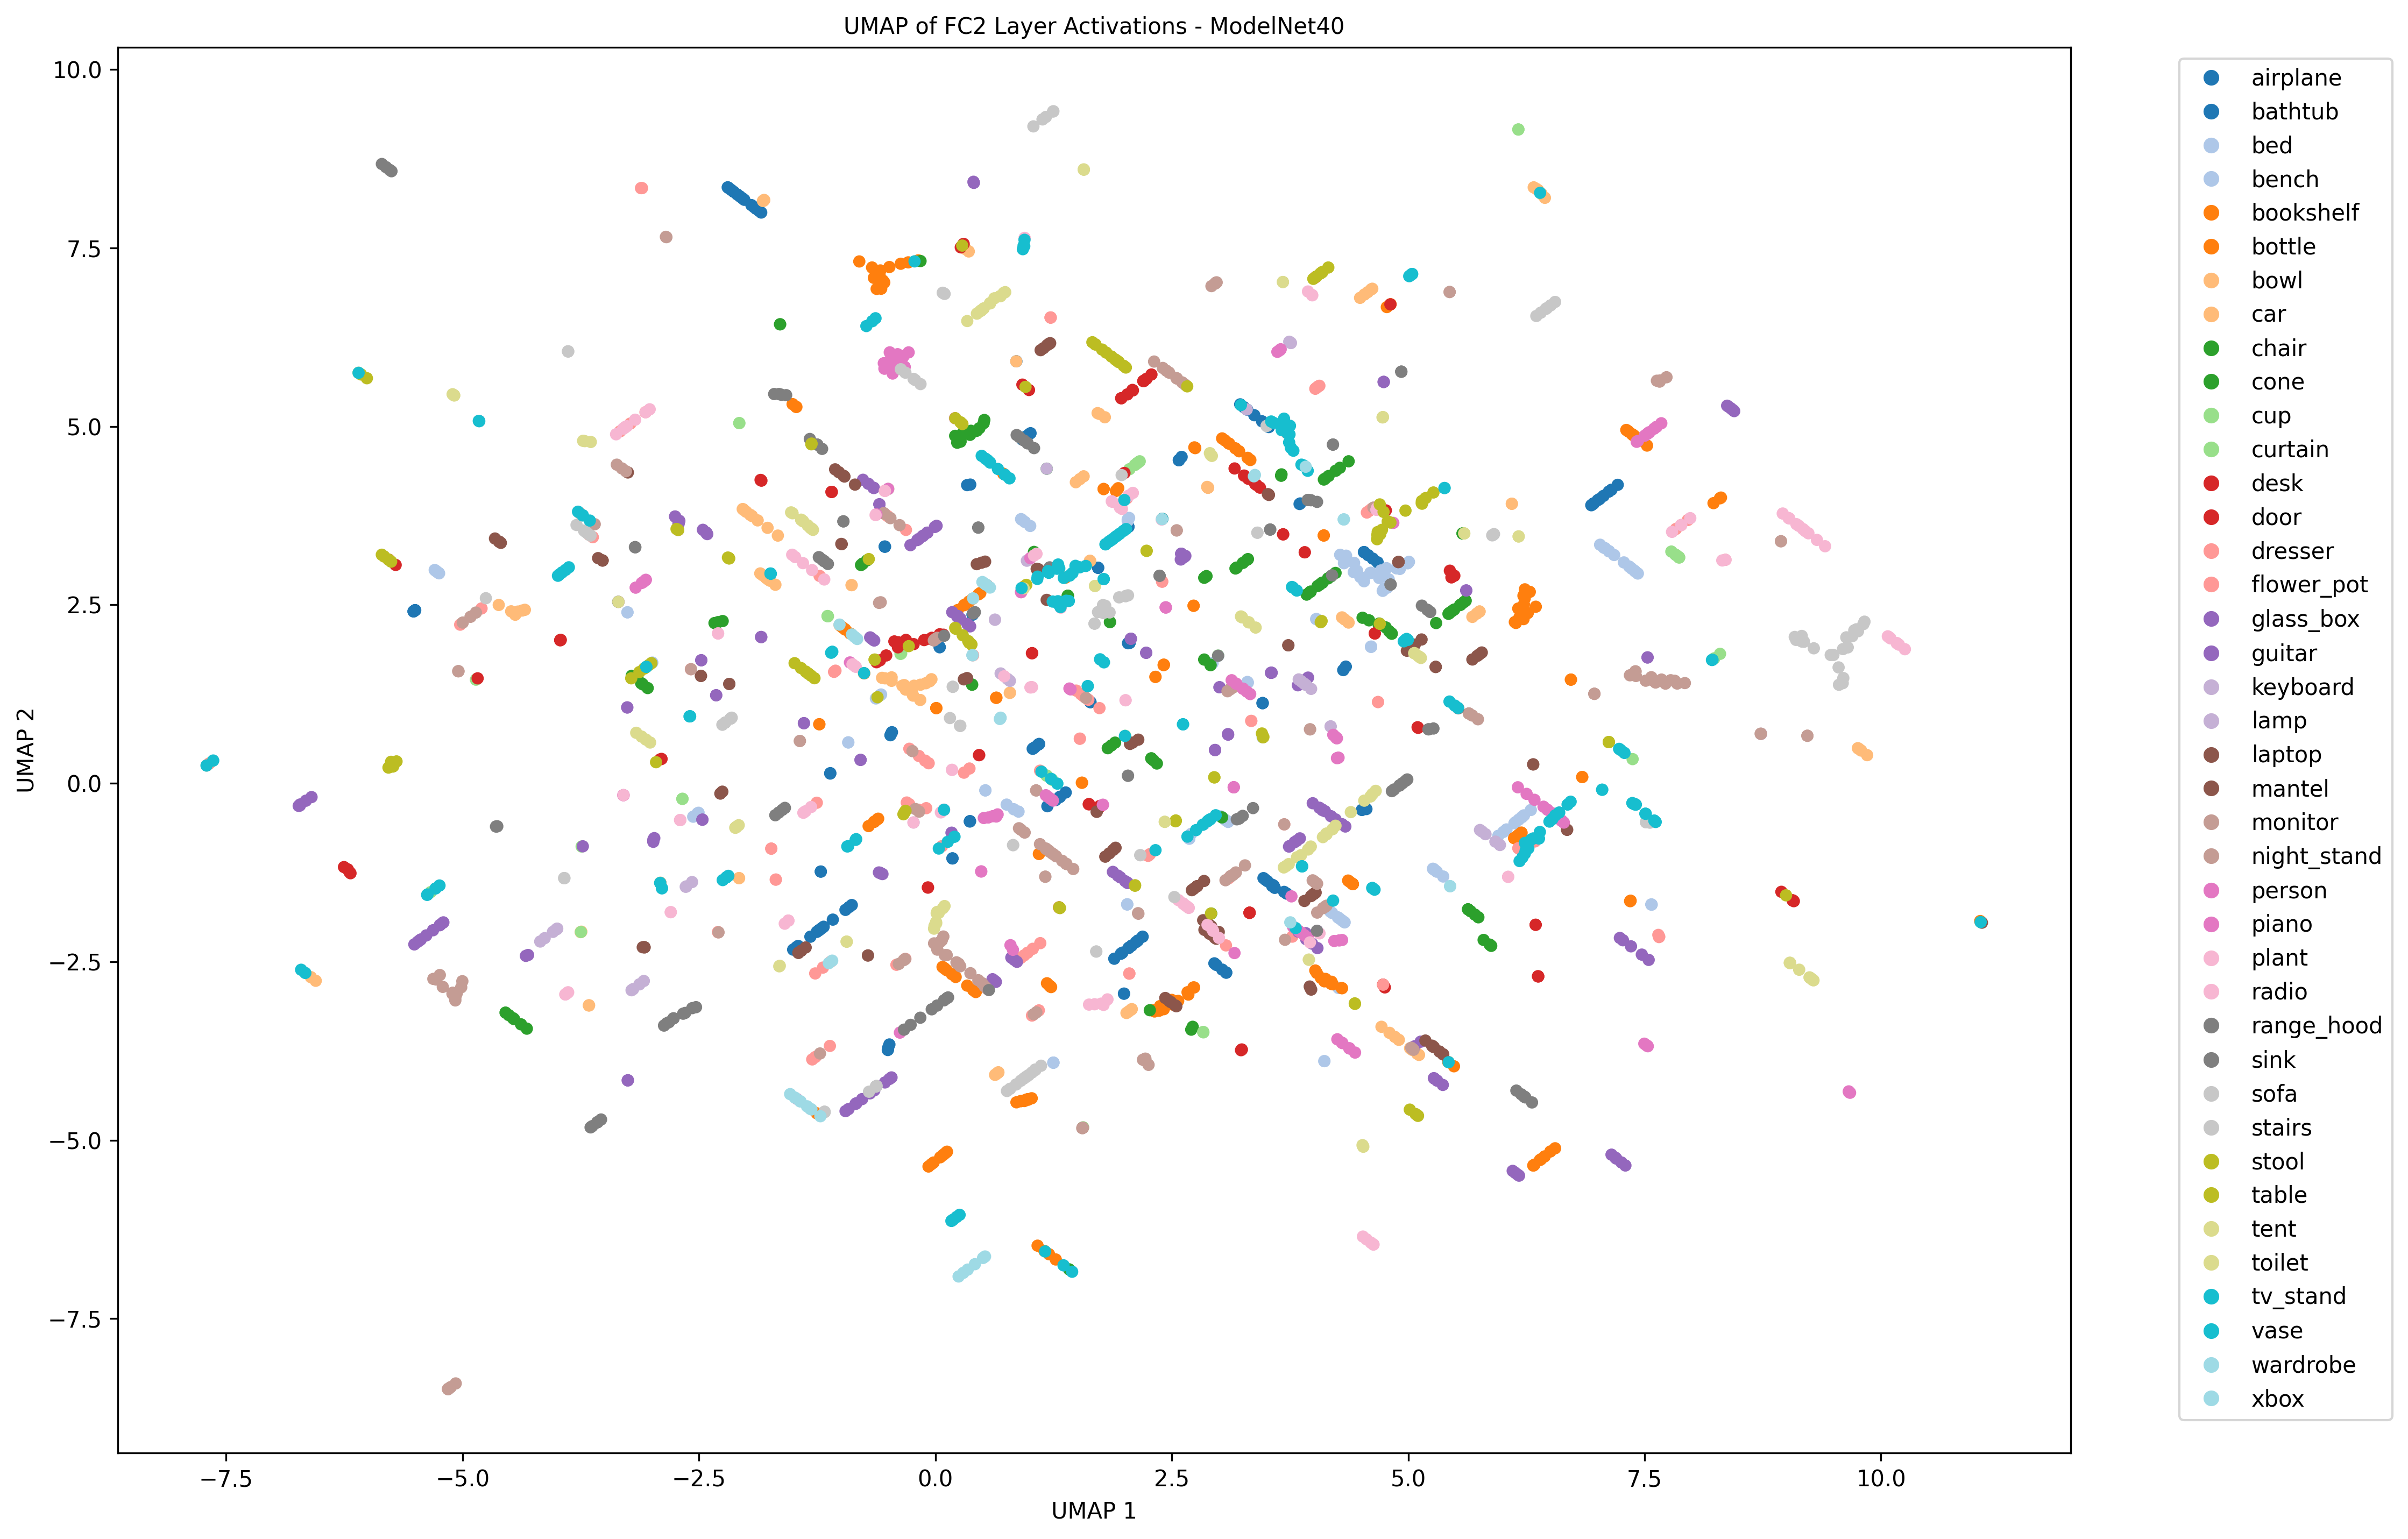 UMAP of FC2 Layer Activations - ModelNet40
10.0
7.5
5.0
2.5
0.0
−2.5
−5.0
−7.5
UMAP 2
−7.5
−5.0
−2.5
0.0
2.5
5.0
7.5
10.0
UMAP 1
airplane
bathtub
bed
bench
bookshelf
bottle
bowl
car
chair
cone
cup
curtain
desk
door
dresser
flower_pot
glass_box
guitar
keyboard
lamp
laptop
mantel
monitor
night_stand
person
piano
plant
radio
range_hood
sink
sofa
stairs
stool
table
tent
toilet
tv_stand
vase
wardrobe
xbox